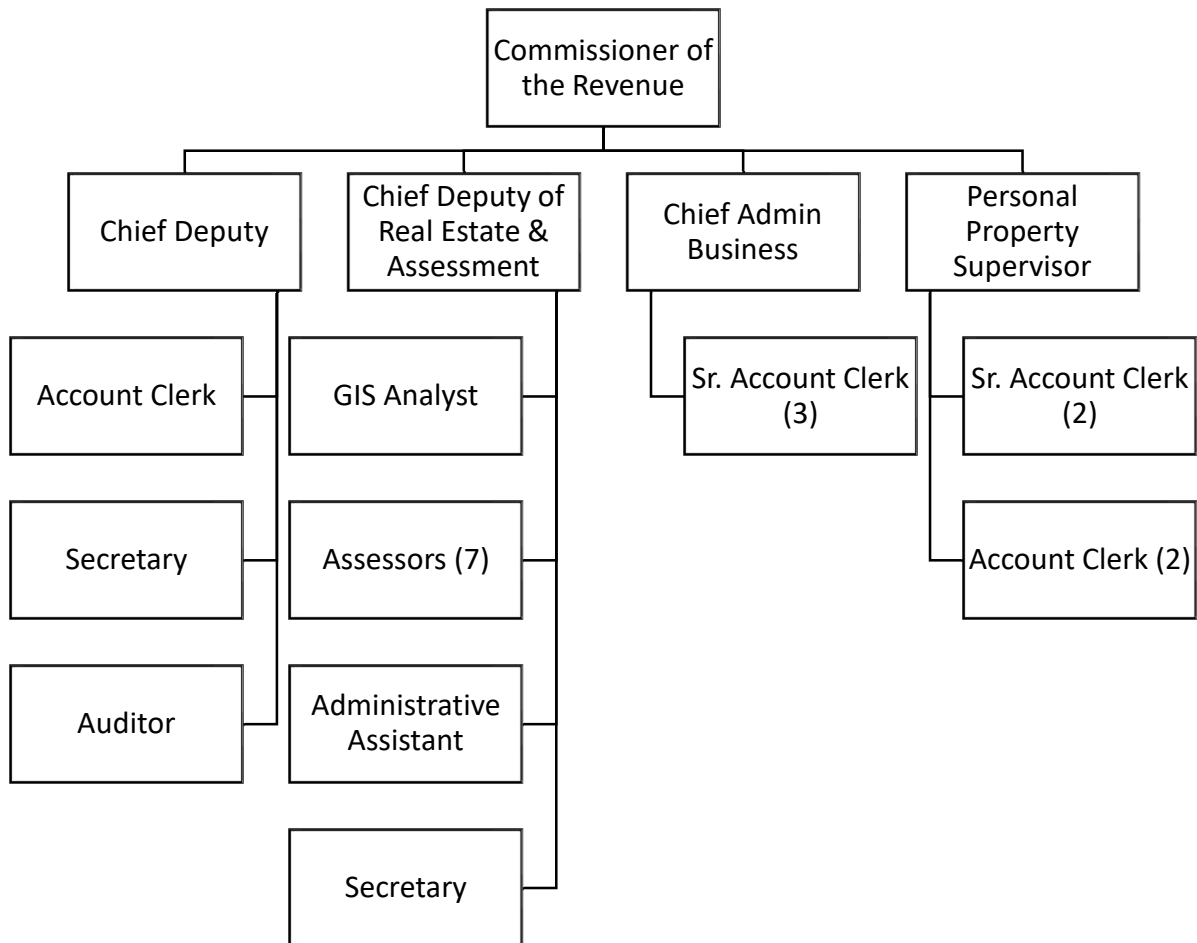 Commissioner of
the Revenue
Chief Deputy
Chief Deputy of
Real Estate &
Assessment
Chief Admin
Business
Personal
Property
Supervisor
Account Clerk
Secretary
Auditor
GIS Analyst
Assessors (7)
Administrative
Assistant
Secretary
Sr. Account Clerk
(3)
Sr. Account Clerk
(2)
Account Clerk (2)